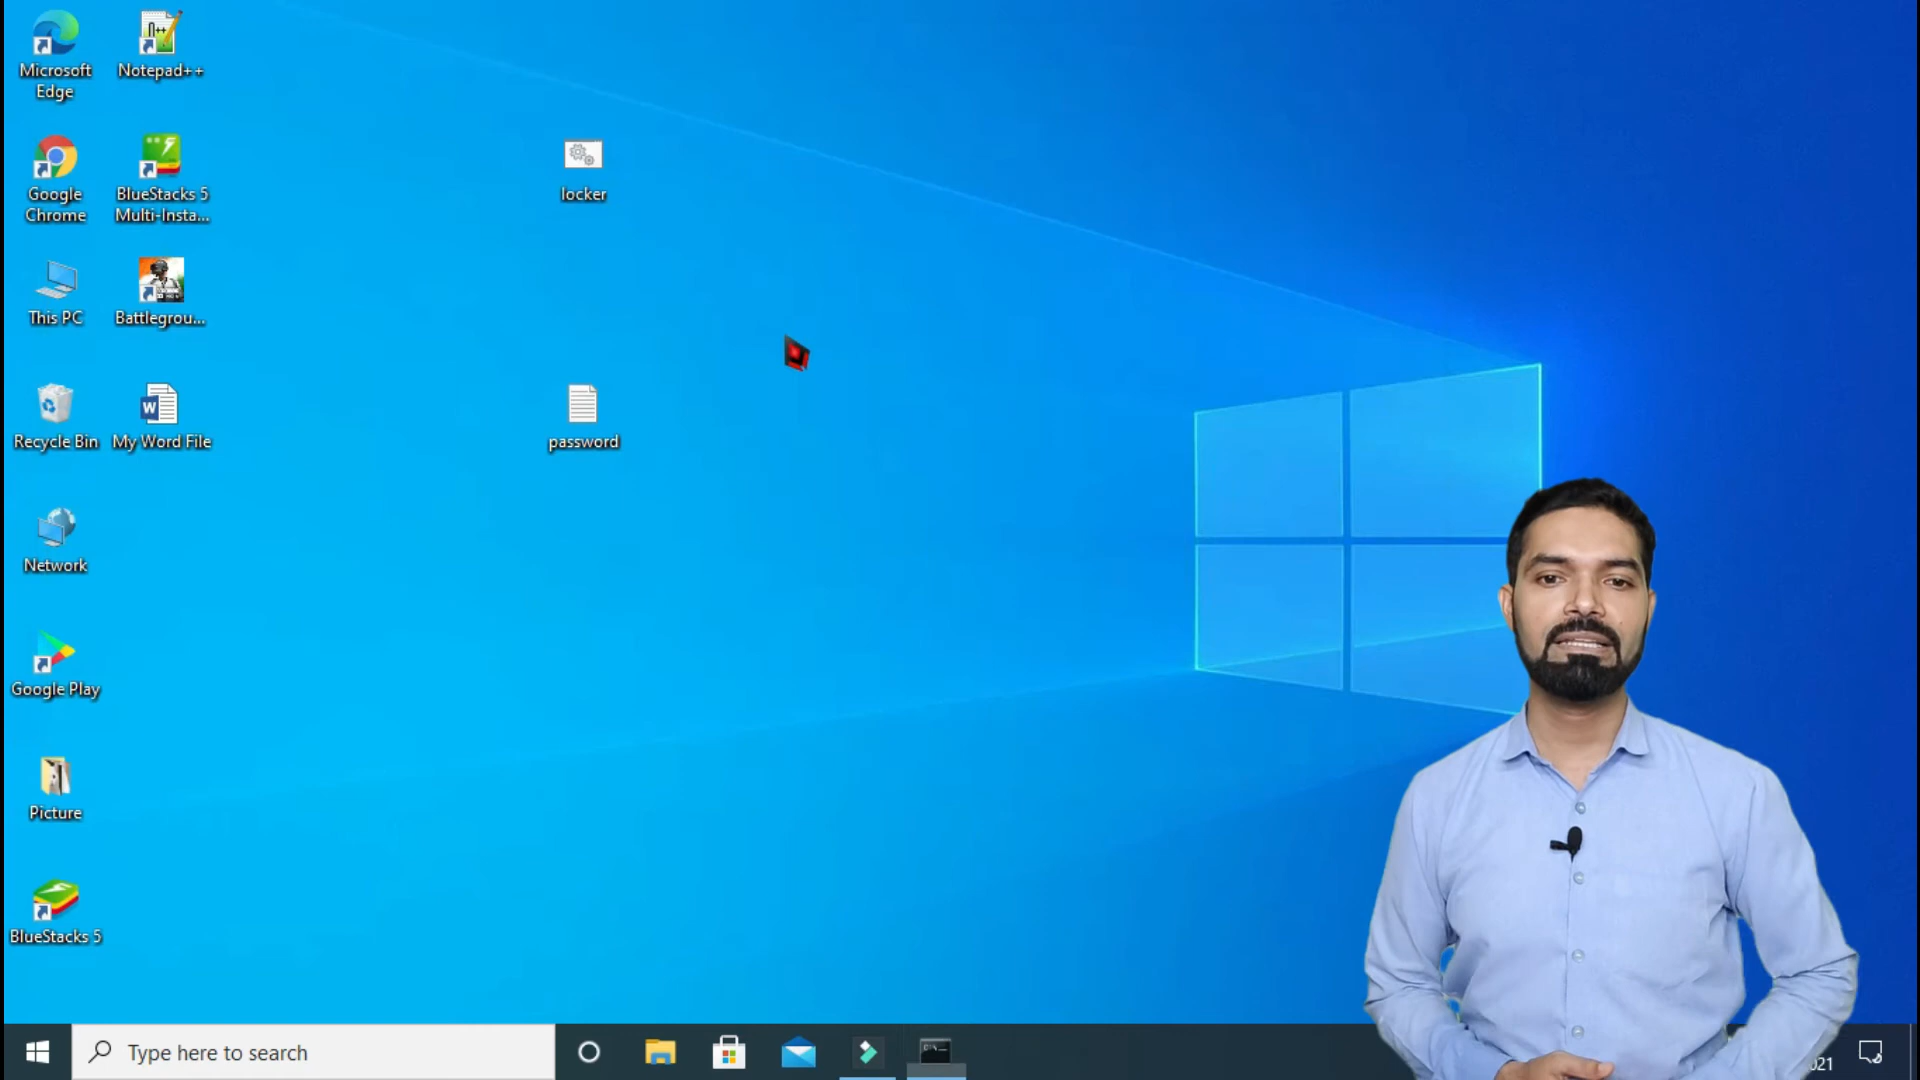 Microsoft
Edge
Notepad++
Google
Chrome
BlueStacks 5
Multi-Insta...
locker
This PC
Battlegrou...
Recycle Bin
My Word File
password
Network
Google Play
Picture
BlueStacks 5
Type here to search
021